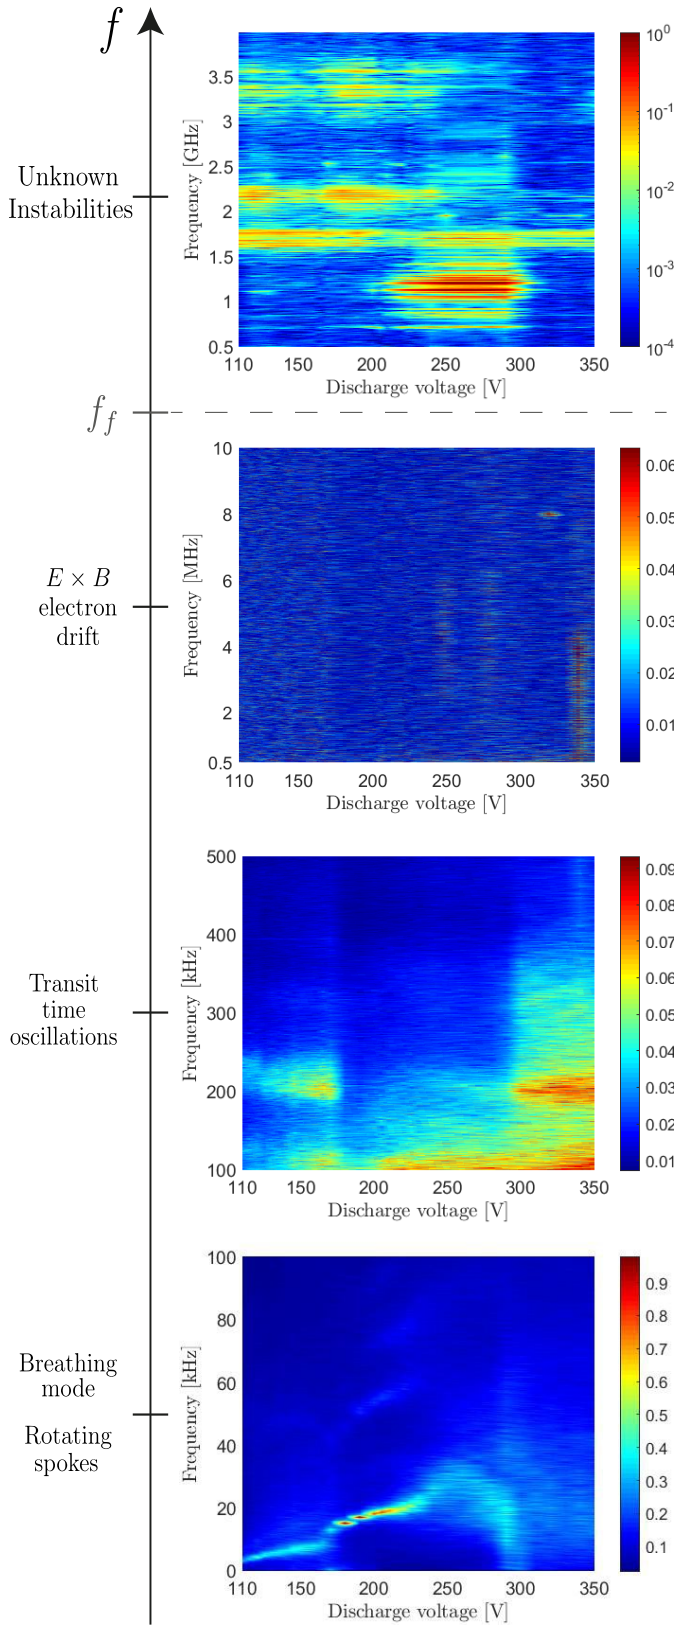 f
Unknown
Instabilities
Frequency [GHz]
3.5
3
2.5
2
1.5
1
0.5
110 150 200 250 300 350
Discharge voltage [V]
10^0
10^-1
10^-2
10^-3
10^-4
f_f
E × B
electron
drift
Frequency [MHz]
10
8
6
4
2
0.5
110 150 200 250 300 350
Discharge voltage [V]
0.06
0.05
0.04
0.03
0.02
0.01
Transit
time
oscillations
Frequency [kHz]
500
400
300
200
100
110 150 200 250 300 350
Discharge voltage [V]
0.09
0.08
0.07
0.06
0.05
0.04
0.03
0.02
0.01
Breathing
mode
Rotating
spokes
Frequency [kHz]
100
80
60
40
20
0
110 150 200 250 300 350
Discharge voltage [V]
0.9
0.8
0.7
0.6
0.5
0.4
0.3
0.2
0.1